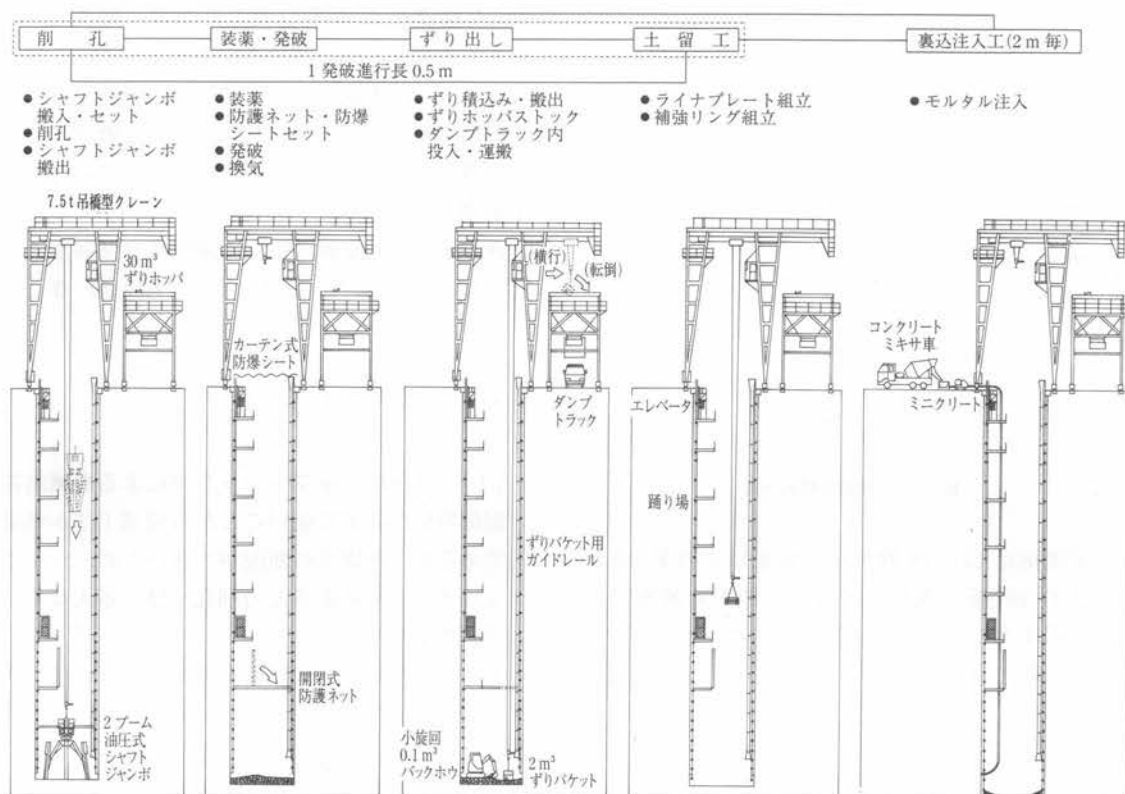 削　孔
装薬・発破
ずり出し
土留工
裏込注入工(2m毎)
1発破進行長0.5m
●シャフトジャンボ
搬入・セット
●削孔
●シャフトジャンボ
搬出
●装薬
●防護ネット・防爆
シートセット
●発破
●換気
●ずり積込み・搬出
●ずりホッパストック
●ダンプトラック内
投入・運搬
●ライナプレート組立
●補強リング組立
●モルタル注入
7.5t吊橋型クレーン
30m³
ずりホッパ
2ブーム
油圧式
シャフト
ジャンボ
カーテン式
防爆シート
開閉式
防護ネット
(横行)
(転倒)
ダンプ
トラック
ずりバケット用
ガイドレール
小旋回
0.1m³
バックホウ
2m³
ずりバケット
エレベータ
踊り場
コンクリート
ミキサ車
ミニクリート